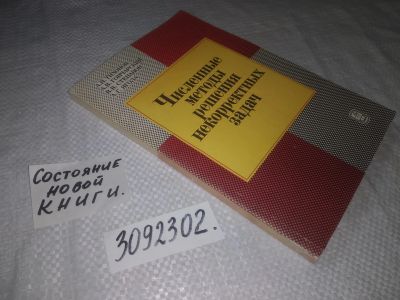 Численные
методы
решения
некорректных
задач
Состояние
новой
книги.
3092302.